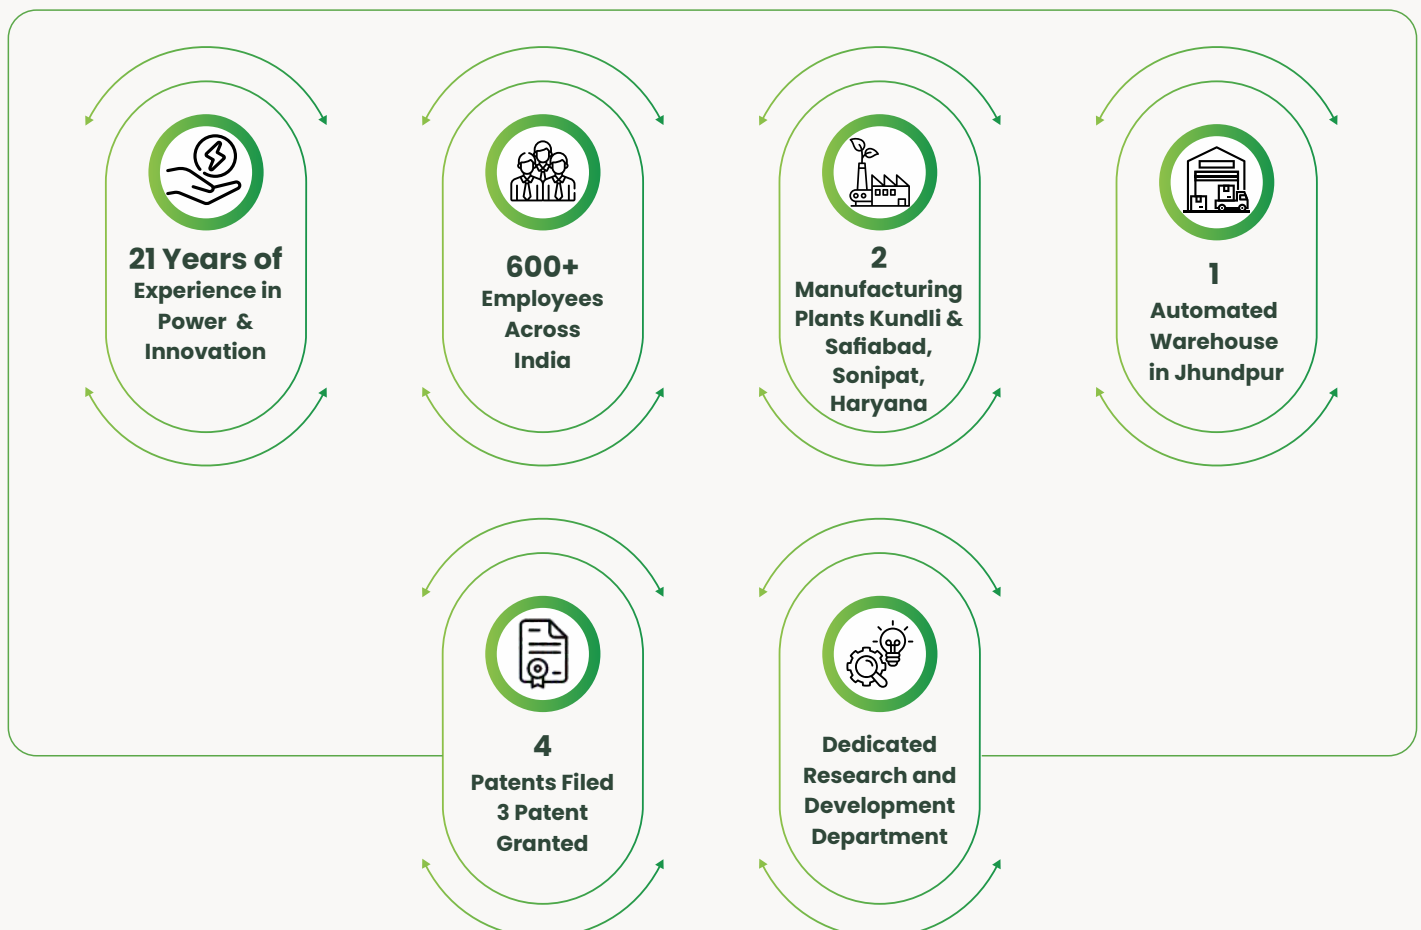 21 Years of
Experience in
Power &
Innovation
600+
Employees
Across
India
2
Manufacturing
Plants Kundli &
Safiabad,
Sonipat,
Haryana
1
Automated
Warehouse
in Jhundpur
4
Patents Filed
3 Patent
Granted
Dedicated
Research and
Development
Department